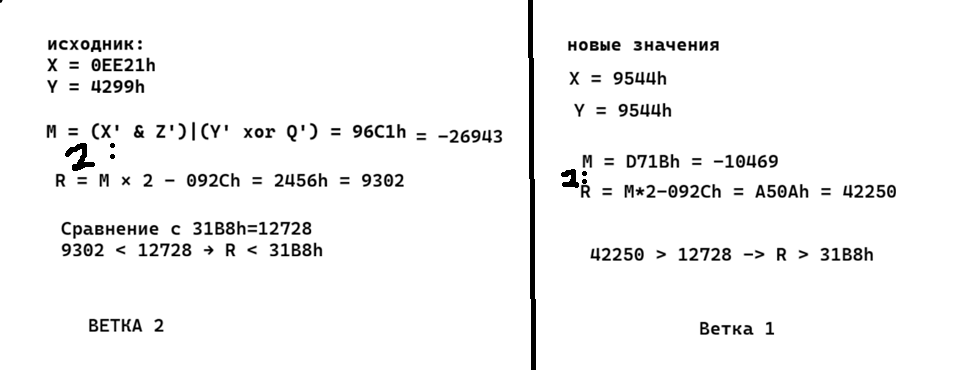 исходник:
X = 0EE21h
Y = 4299h
M = (X' & Z')|(Y' xor Q') = 96C1h = -26943
2:
R = M × 2 - 092Ch = 2456h = 9302
Сравнение с 31B8h=12728
9302 < 12728 → R < 31B8h
ВЕТКА 2
новые значения
X = 9544h
Y = 9544h
M = D71Bh = -10469
1:
R = M*2-092Ch = A50Ah = 42250
42250 > 12728 -> R > 31B8h
Ветка 1